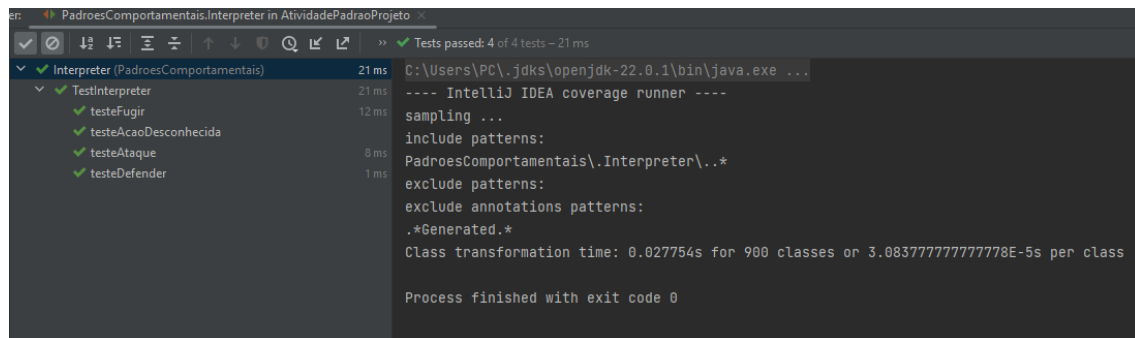 er: PadroesComportamentais.Interpreter in AtividadePadraoProjeto ×
» Tests passed: 4 of 4 tests – 21 ms
Interpreter (PadroesComportamentais) 21 ms
TestInterpreter 21 ms
testeFugir 12 ms
testeAcaoDesconhecida
testeAtaque 8 ms
testeDefender 1 ms
C:\Users\PC\.jdks\openjdk-22.0.1\bin\java.exe ...
---- IntelliJ IDEA coverage runner ----
sampling ...
include patterns:
PadroesComportamentais\.Interpreter\..*
exclude patterns:
exclude annotations patterns:
.*Generated.*
Class transformation time: 0.027754s for 900 classes or 3.083777777777778E-5s per class
Process finished with exit code 0